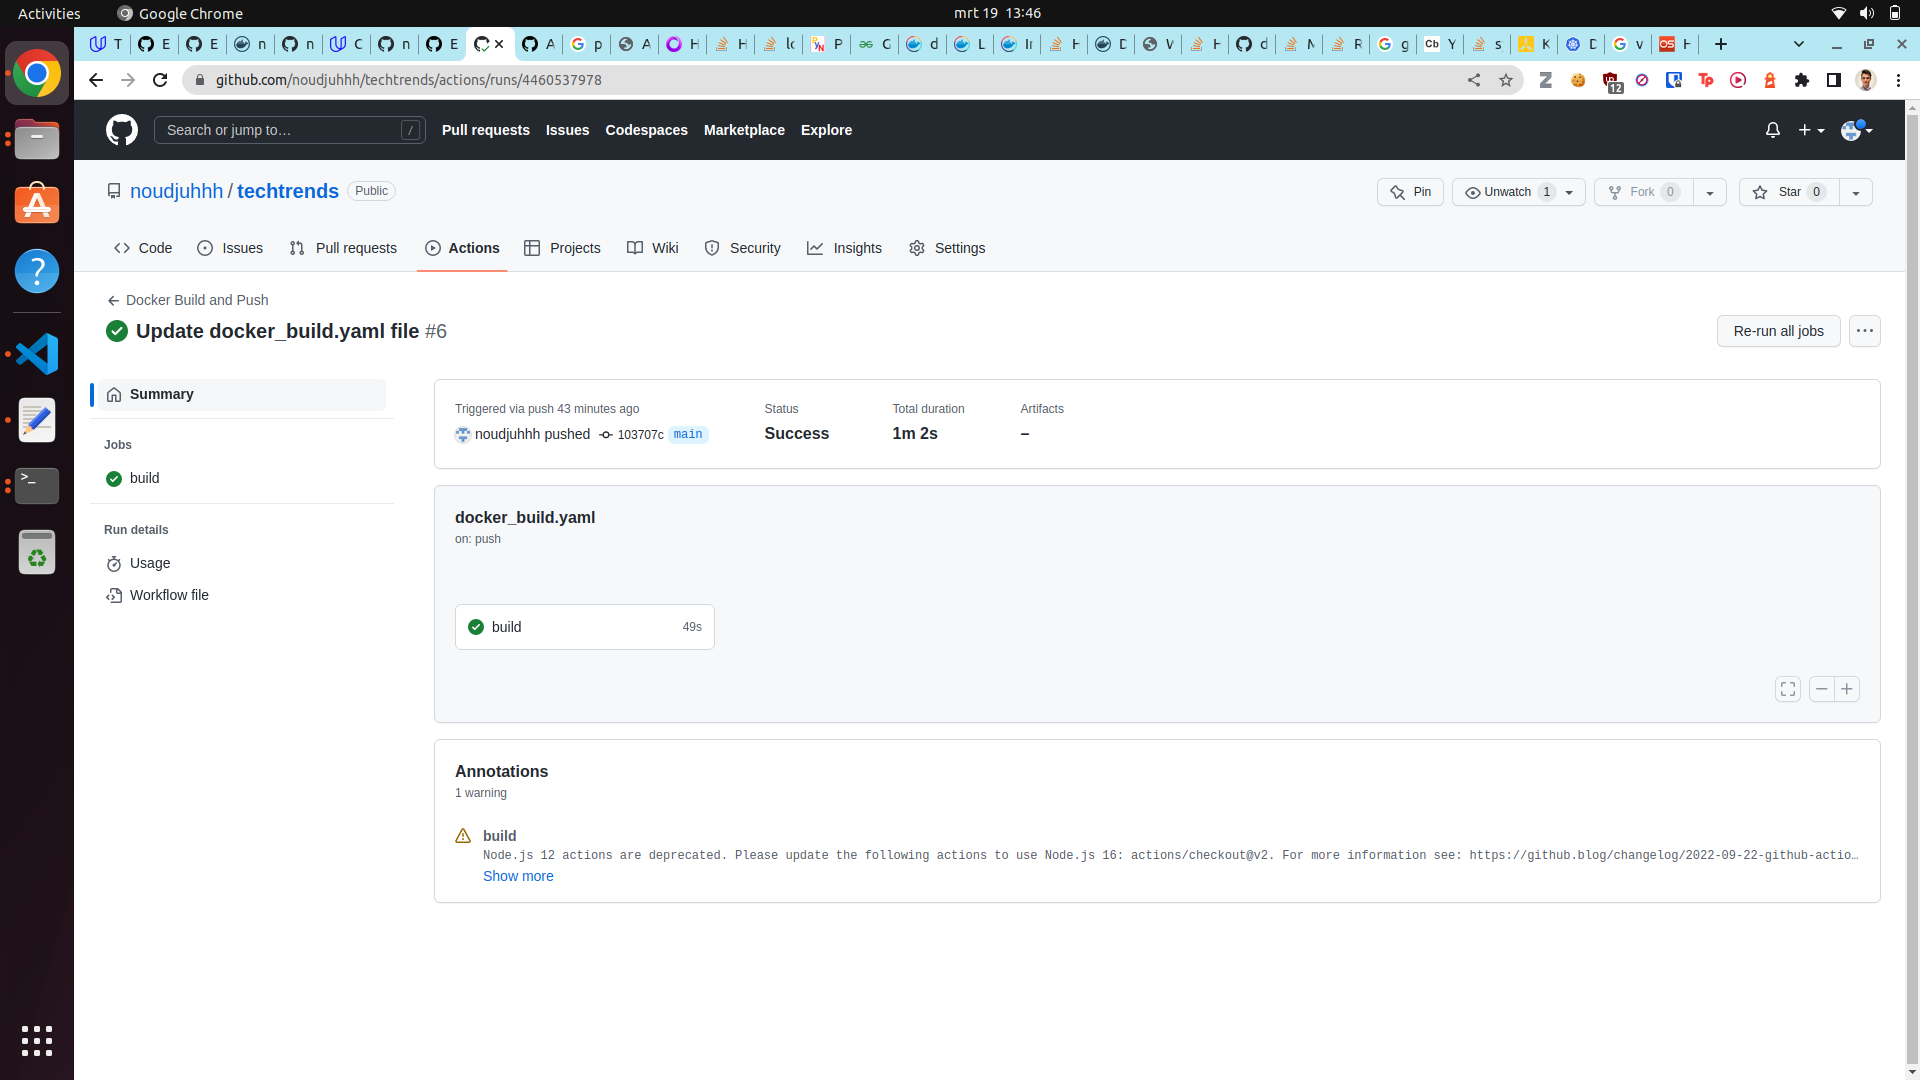 Activities
Google Chrome
mrt 19 13:46
T
E
E
n
n
C
n
E
A
p
A
H
H
lo
P
G
d
L
Ir
H
D
V
H
d
N
R
g
Cb Y
s
K
D
v
OS H
github.com/noudjuhhh/techtrends/actions/runs/4460537978
12
Tp
Search or jump to… /
Pull requests
Issues
Codespaces
Marketplace
Explore
noudjuhhh / techtrends Public
Pin
Unwatch 1
Fork 0
Star 0
Code
Issues
Pull requests
Actions
Projects
Wiki
Security
Insights
Settings
Docker Build and Push
Update docker_build.yaml file #6
Re-run all jobs
Summary
Jobs
build
Run details
Usage
Workflow file
Triggered via push 43 minutes ago
noudjuhhh pushed 103707c main
Status
Success
Total duration
1m 2s
Artifacts
–
docker_build.yaml
on: push
build 49s
Annotations
1 warning
build
Node.js 12 actions are deprecated. Please update the following actions to use Node.js 16: actions/checkout@v2. For more information see: https://github.blog/changelog/2022-09-22-github-actio…
Show more